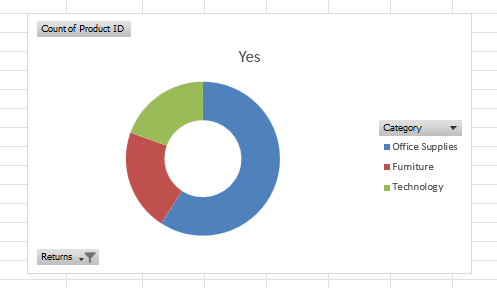 Count of Product ID
Yes
Category
Office Supplies
Furniture
Technology
Returns